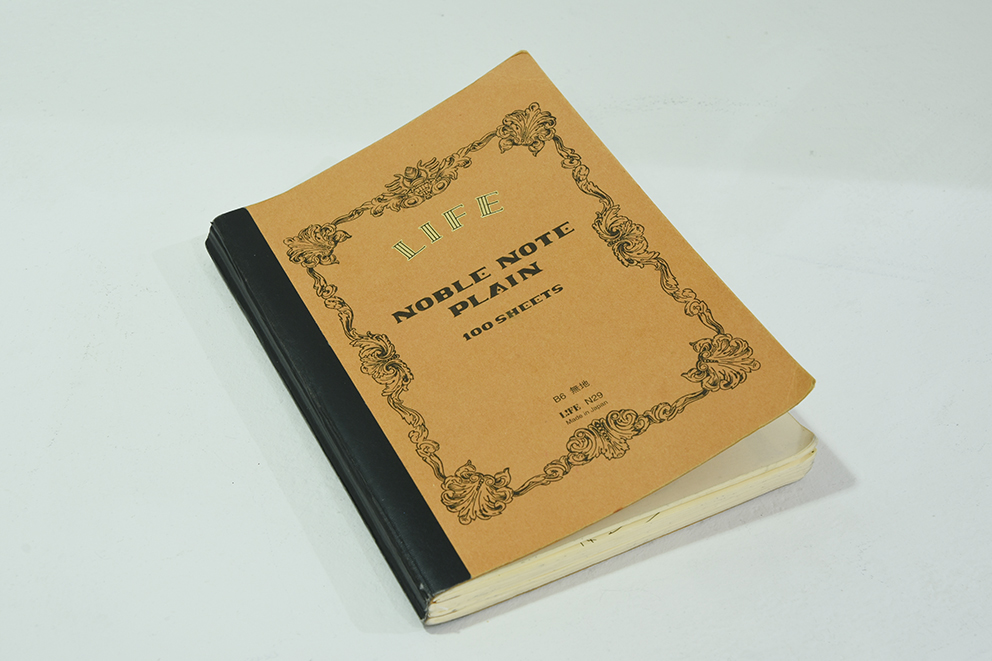 LIFE
NOBLE NOTE
PLAIN
100 SHEETS
B6 無地
LIFE N29
Made in Japan